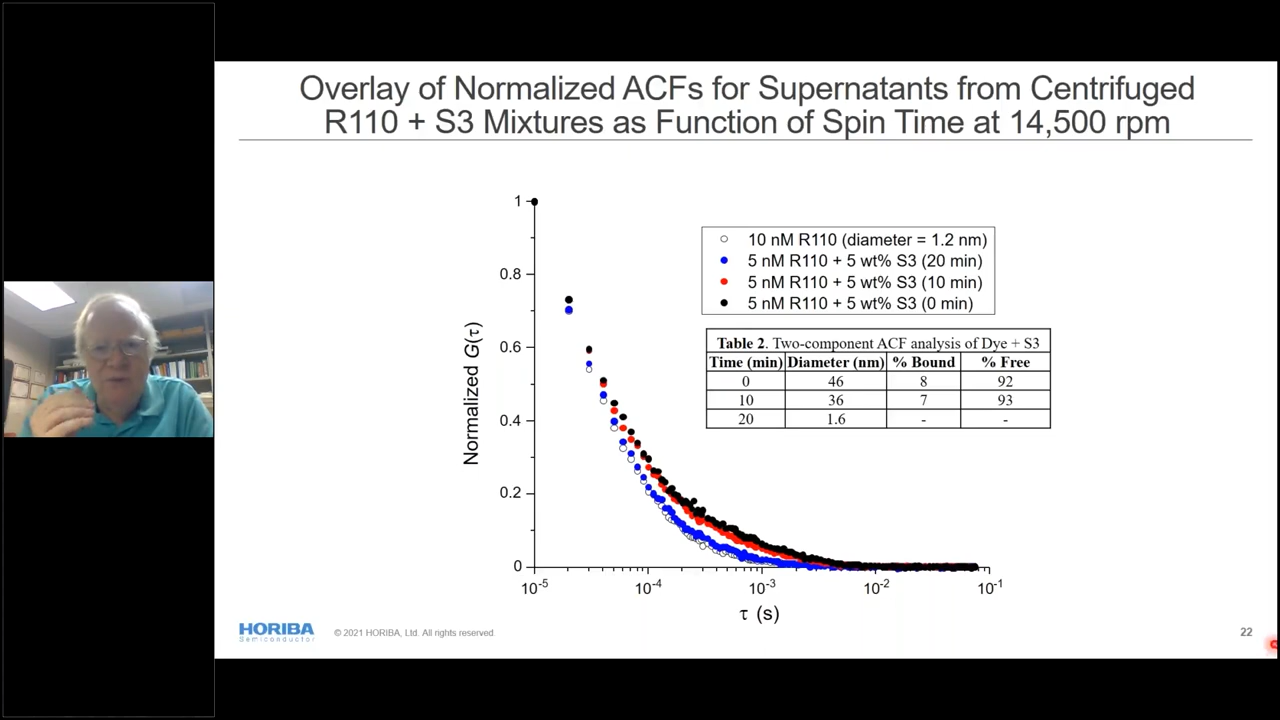 Overlay of Normalized ACFs for Supernatants from Centrifuged
R110 + S3 Mixtures as Function of Spin Time at 14,500 rpm
1
0.8
0.6
0.4
0.2
0
Normalized G(τ)
10 nM R110 (diameter = 1.2 nm)
5 nM R110 + 5 wt% S3 (20 min)
5 nM R110 + 5 wt% S3 (10 min)
5 nM R110 + 5 wt% S3 (0 min)
Table 2. Two-component ACF analysis of Dye + S3
Time (min) Diameter (nm) % Bound % Free
0 46 8 92
10 36 7 93
20 1.6 - -
10-5 10-4 10-3 10-2 10-1
τ (s)
HORIBA
Semiconductor
© 2021 HORIBA, Ltd. All rights reserved
22